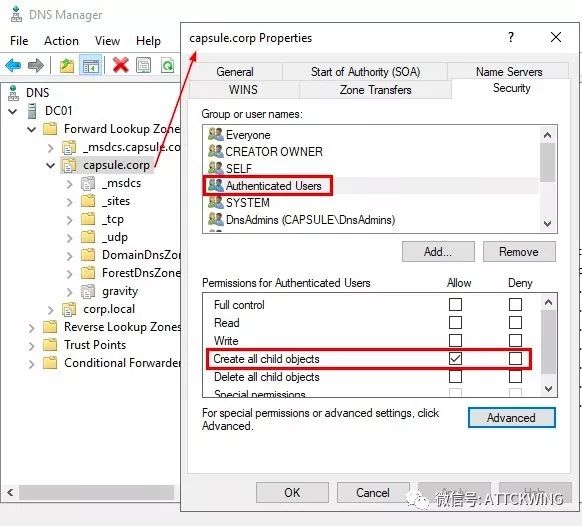 DNS Manager
File Action View Help
DNS
DC01
Forward Lookup Zone
_msdcs.capsule.co
capsule.corp
_msdcs
_sites
_tcp
_udp
DomainDnsZon
ForestDnsZone
gravity
corp.local
Reverse Lookup Zones
Trust Points
Conditional Forwarder
capsule.corp Properties
? ×
General Start of Authority (SOA) Name Servers
WINS Zone Transfers Security
Group or user names:
Everyone
CREATOR OWNER
SELF
Authenticated Users
SYSTEM
DnsAdmins (CAPSULE\DnsAdmins)
Add... Remove
Permissions for Authenticated Users Allow Deny
Full control
Read
Write
Create all child objects
Delete all child objects
Special permissions
For special permissions or advanced settings, click
Advanced.
Advanced
OK Cancel Help
微信号: ATTCKWING